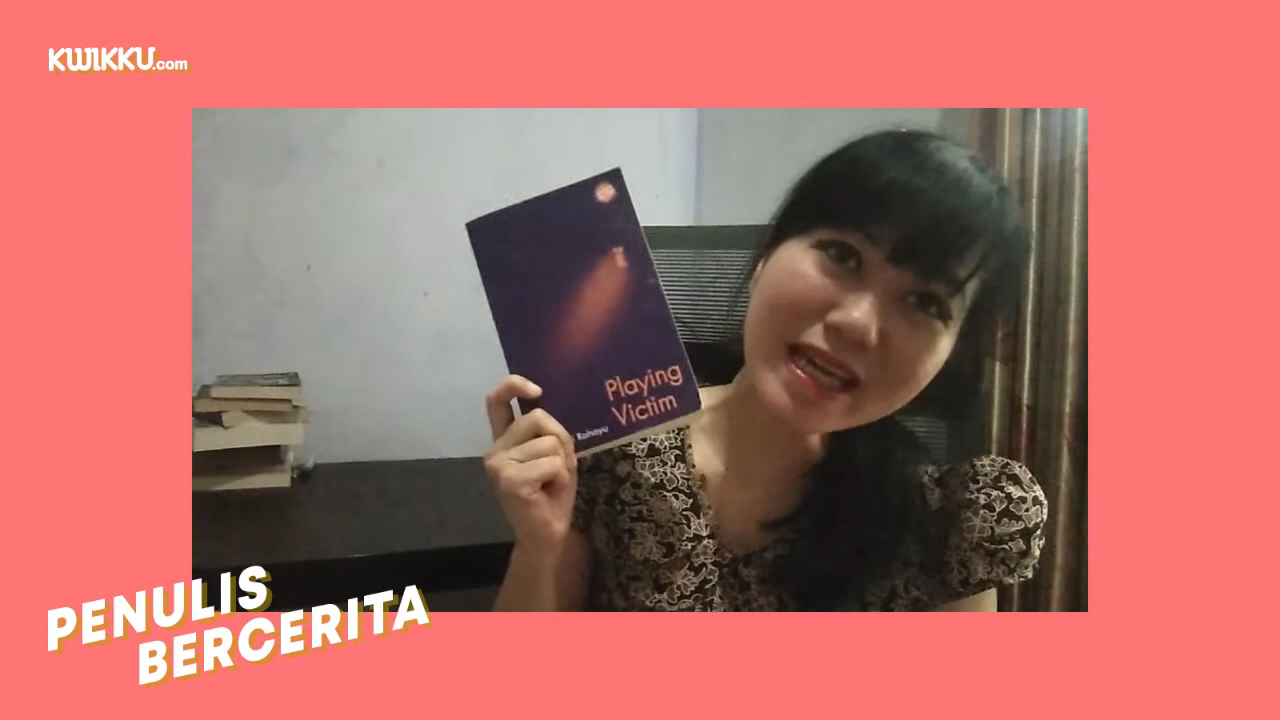 KWIKKU.com
Playing
Victim
Rahayu
PENULIS
BERCERITA